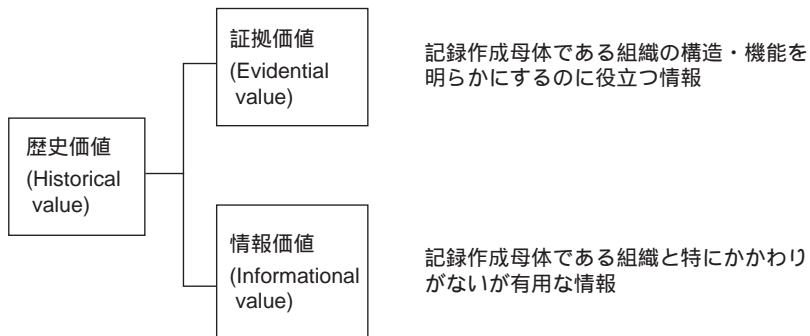 歴史価値
(Historical
value)
証拠価値
(Evidential
value)
記録作成母体である組織の構造・機能を
明らかにするのに役立つ情報
情報価値
(Informational
value)
記録作成母体である組織と特にかかわり
がないが有用な情報